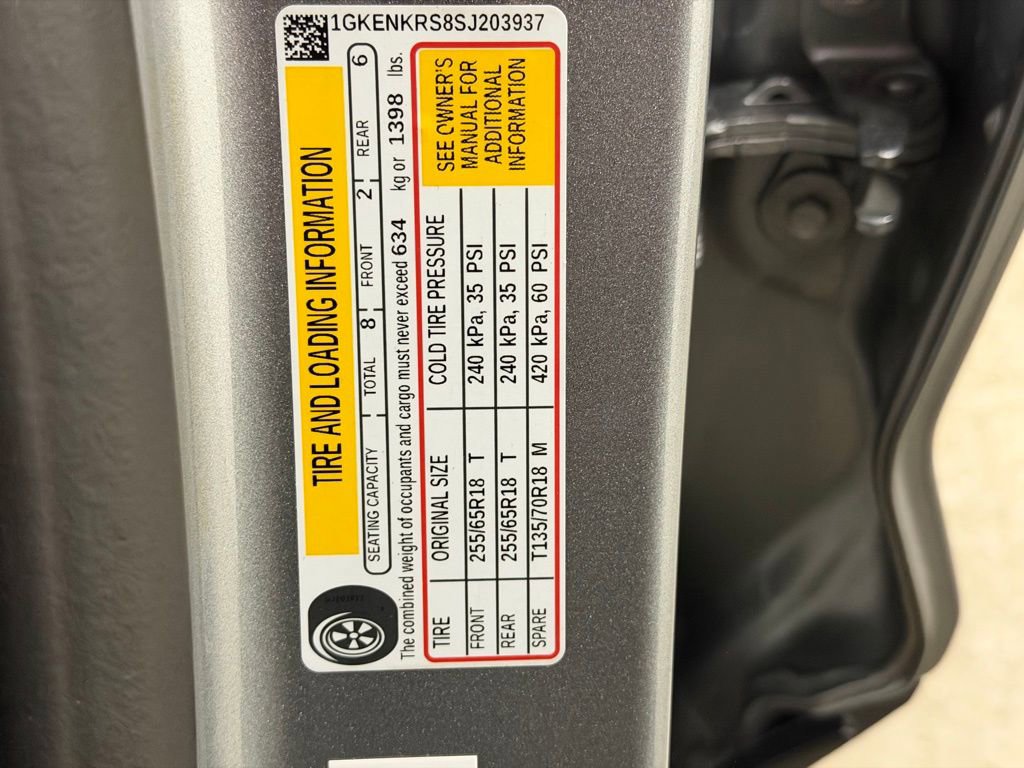 1GKENKRS8SJ203937
TIRE AND LOADING INFORMATION
SEATING CAPACITY TOTAL 8 FRONT 2 REAR 6
The combined weight of occupants and cargo must never exceed 634 kg or 1398 lbs.
TIRE ORIGINAL SIZE COLD TIRE PRESSURE
FRONT 255/65R18 T 240 kPa, 35 PSI
REAR 255/65R18 T 240 kPa, 35 PSI
SPARE T135/70R18 M 420 kPa, 60 PSI
SEE OWNER'S
MANUAL FOR
ADDITIONAL
INFORMATION